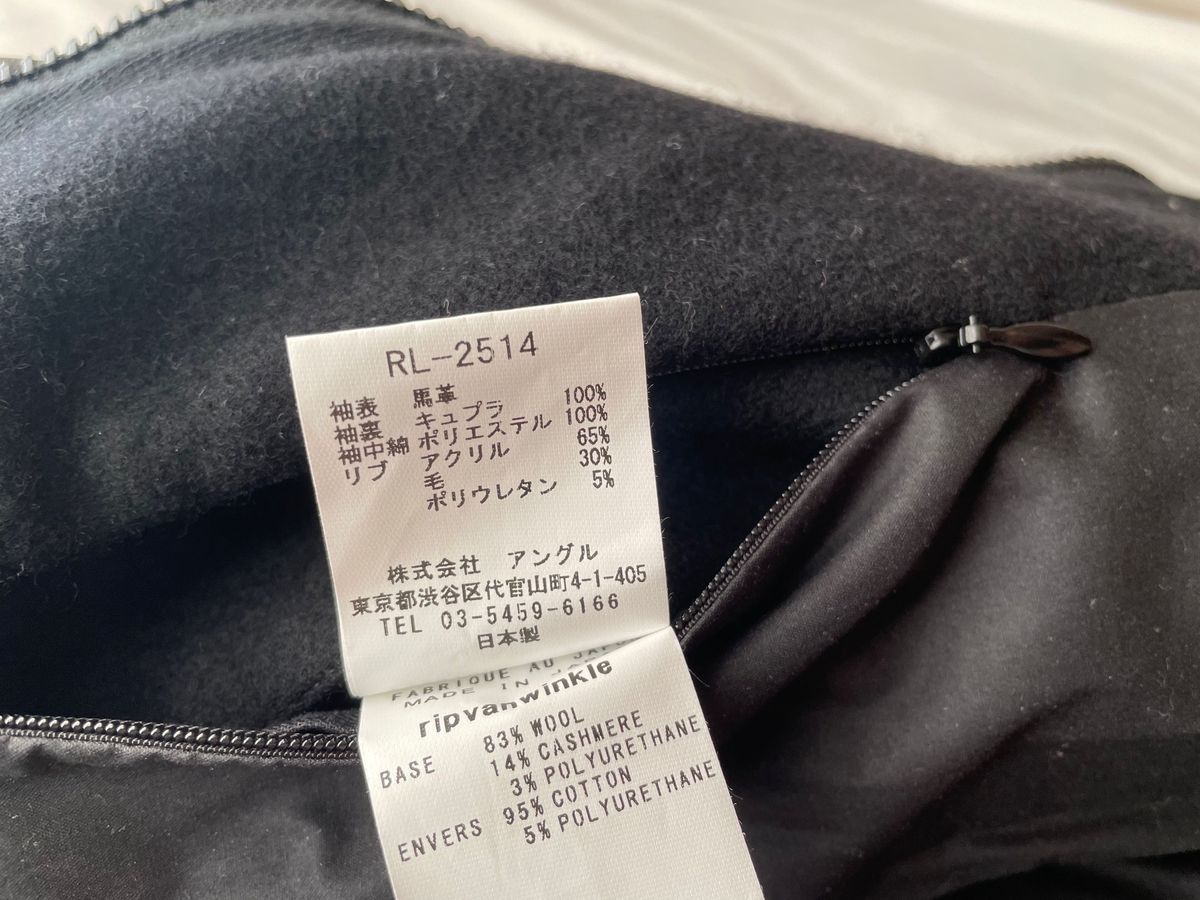 RL-2514
袖表 馬革 100%
袖裏 キュプラ 100%
袖中綿 ポリエステル 65%
リブ アクリル 30%
毛 5%
ポリウレタン
株式会社 アングル
東京都渋谷区代官山町4-1-405
TEL 03-5459-6166
日本製
FABRIQUE AU JAP
MADE IN JAP
ripvanwinkle
BASE 83% WOOL
14% CASHMERE
3% POLYURETHANE
ENVERS 95% COTTON
5% POLYURETHANE